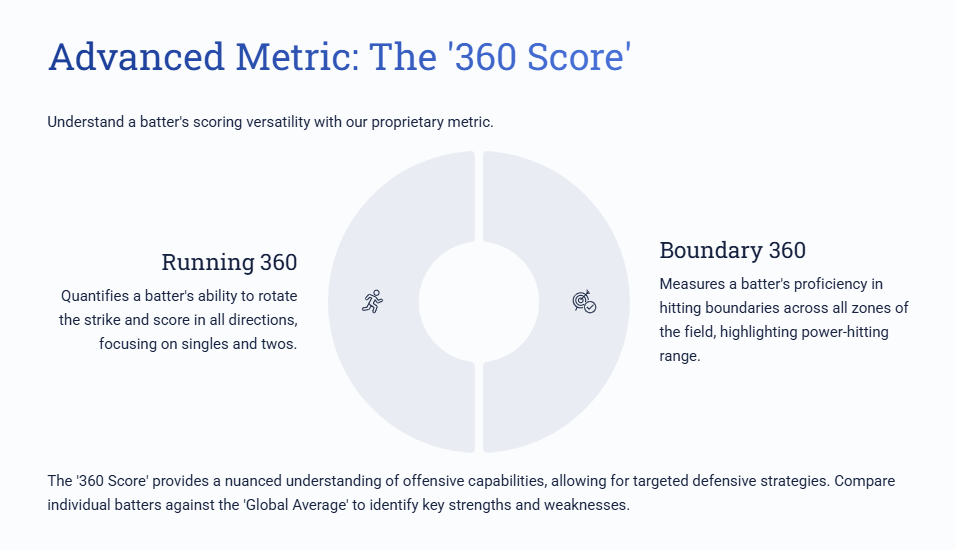 Advanced Metric: The '360 Score'
Understand a batter's scoring versatility with our proprietary metric.
Running 360
Quantifies a batter's ability to rotate
the strike and score in all directions,
focusing on singles and twos.
Boundary 360
Measures a batter's proficiency in
hitting boundaries across all zones of
the field, highlighting power-hitting
range.
The '360 Score' provides a nuanced understanding of offensive capabilities, allowing for targeted defensive strategies. Compare
individual batters against the 'Global Average' to identify key strengths and weaknesses.